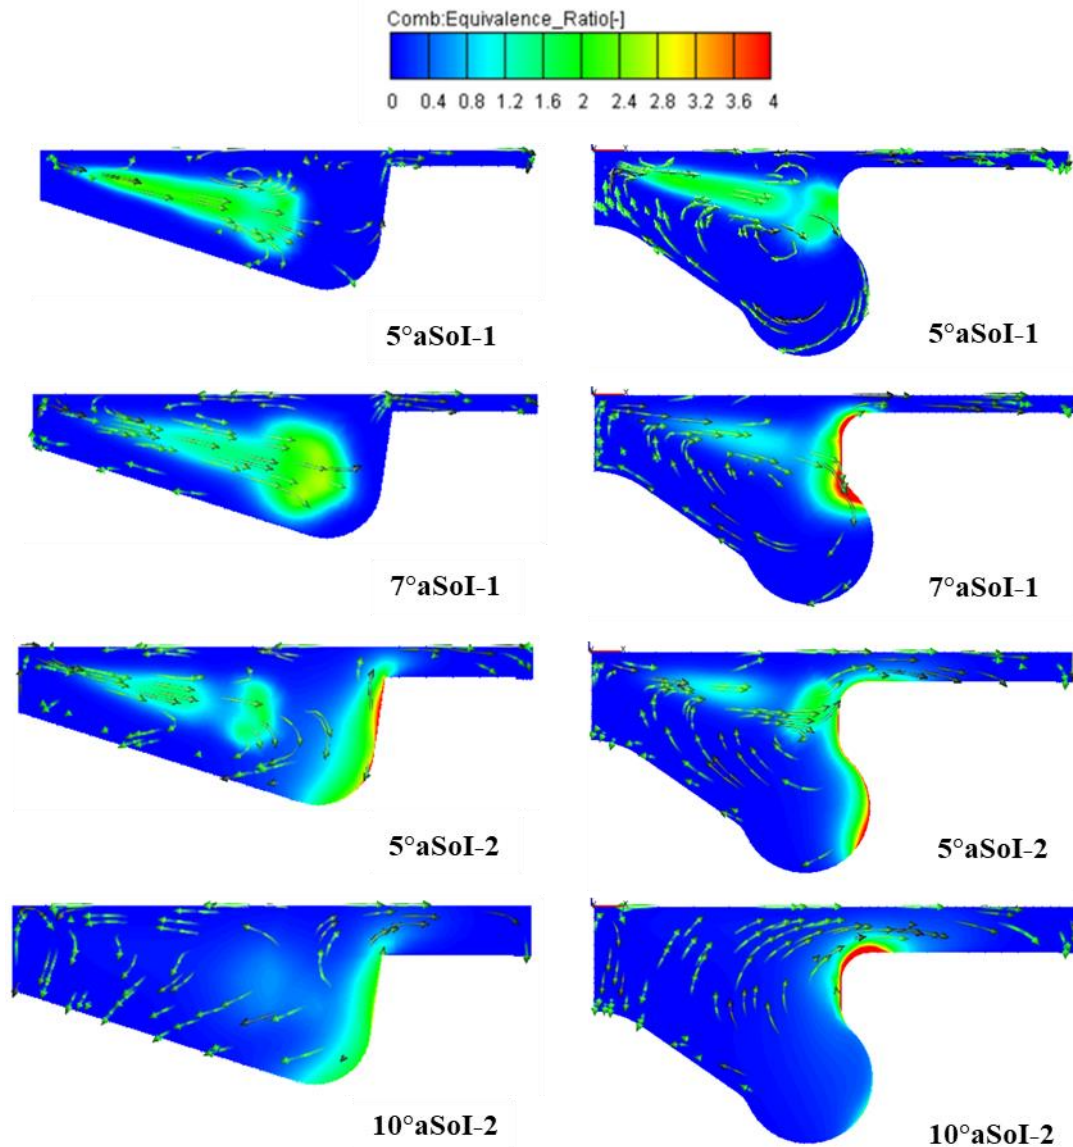 Comb:Equivalence_Ratio[-]
0 0.4 0.8 1.2 1.6 2 2.4 2.8 3.2 3.6 4
5°aSoI-1 5°aSoI-1
7°aSoI-1 7°aSoI-1
5°aSoI-2 5°aSoI-2
10°aSoI-2 10°aSoI-2